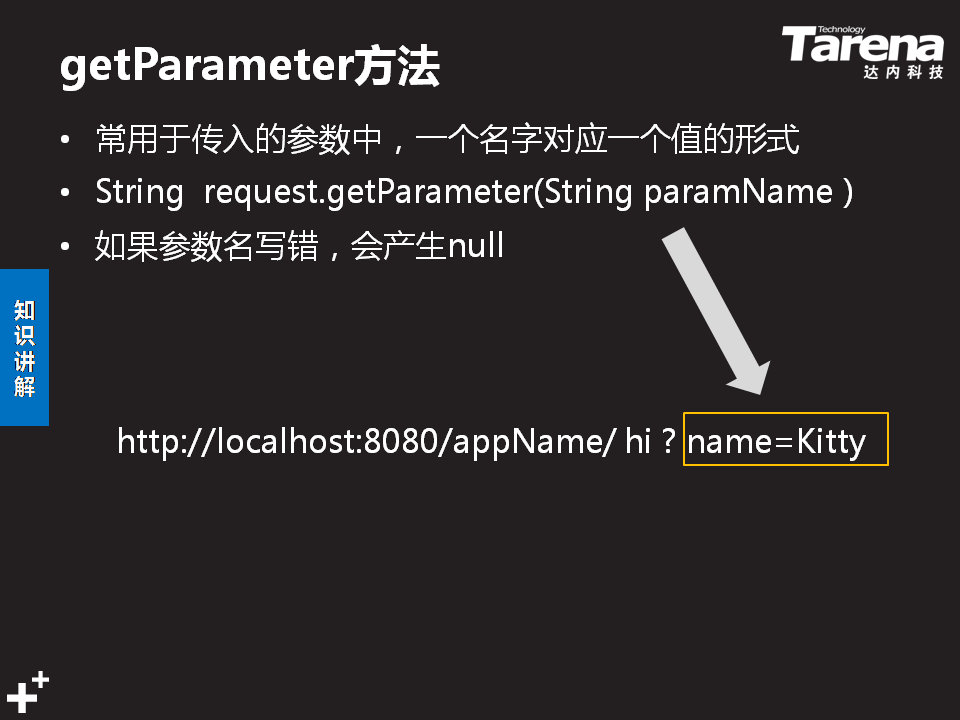 getParameter方法
Technology
Tarena
达内科技
• 常用于传入的参数中，一个名字对应一个值的形式
• String request.getParameter(String paramName )
• 如果参数名写错，会产生null
知识讲解
http://localhost:8080/appName/ hi ? name=Kitty